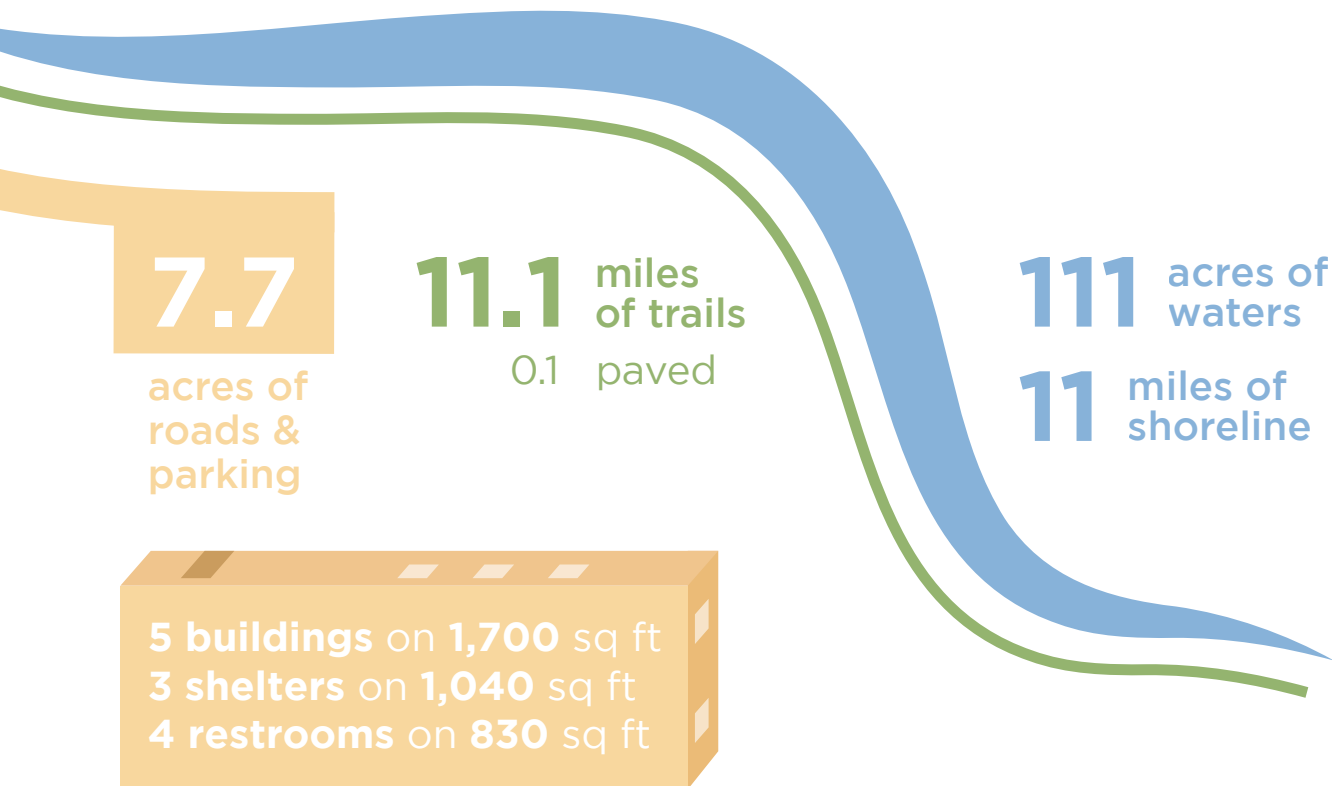 7.7
acres of
roads &
parking
11.1 miles
of trails
0.1 paved
111 acres of
waters
11 miles of
shoreline
5 buildings on 1,700 sq ft
3 shelters on 1,040 sq ft
4 restrooms on 830 sq ft